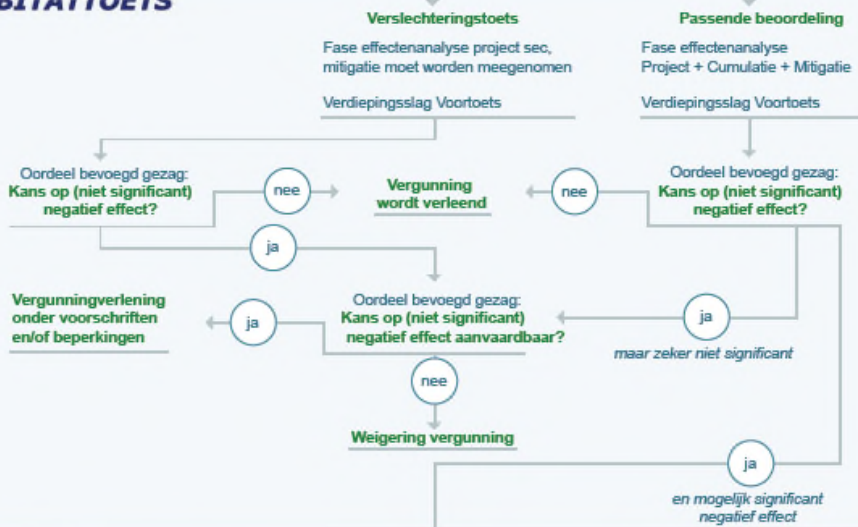 BITATTOETS
Verslechteringstoets
Fase effectenanalyse project sec,
mitigatie moet worden meegenomen
Verdiepingsslag Voortoets
Passende beoordeling
Fase effectenanalyse
Project + Cumulatie + Mitigatie
Verdiepingsslag Voortoets
Oordeel bevoegd gezag:
Kans op (niet significant)
negatief effect?
nee
Vergunning
wordt verleend
nee
Oordeel bevoegd gezag:
Kans op (niet significant)
negatief effect?
ja
Vergunningverlening
onder voorschriften
en/of beperkingen
ja
Oordeel bevoegd gezag:
Kans op (niet significant)
negatief effect aanvaardbaar?
ja
maar zeker niet significant
nee
Weigering vergunning
ja
en mogelijk significant
negatief effect